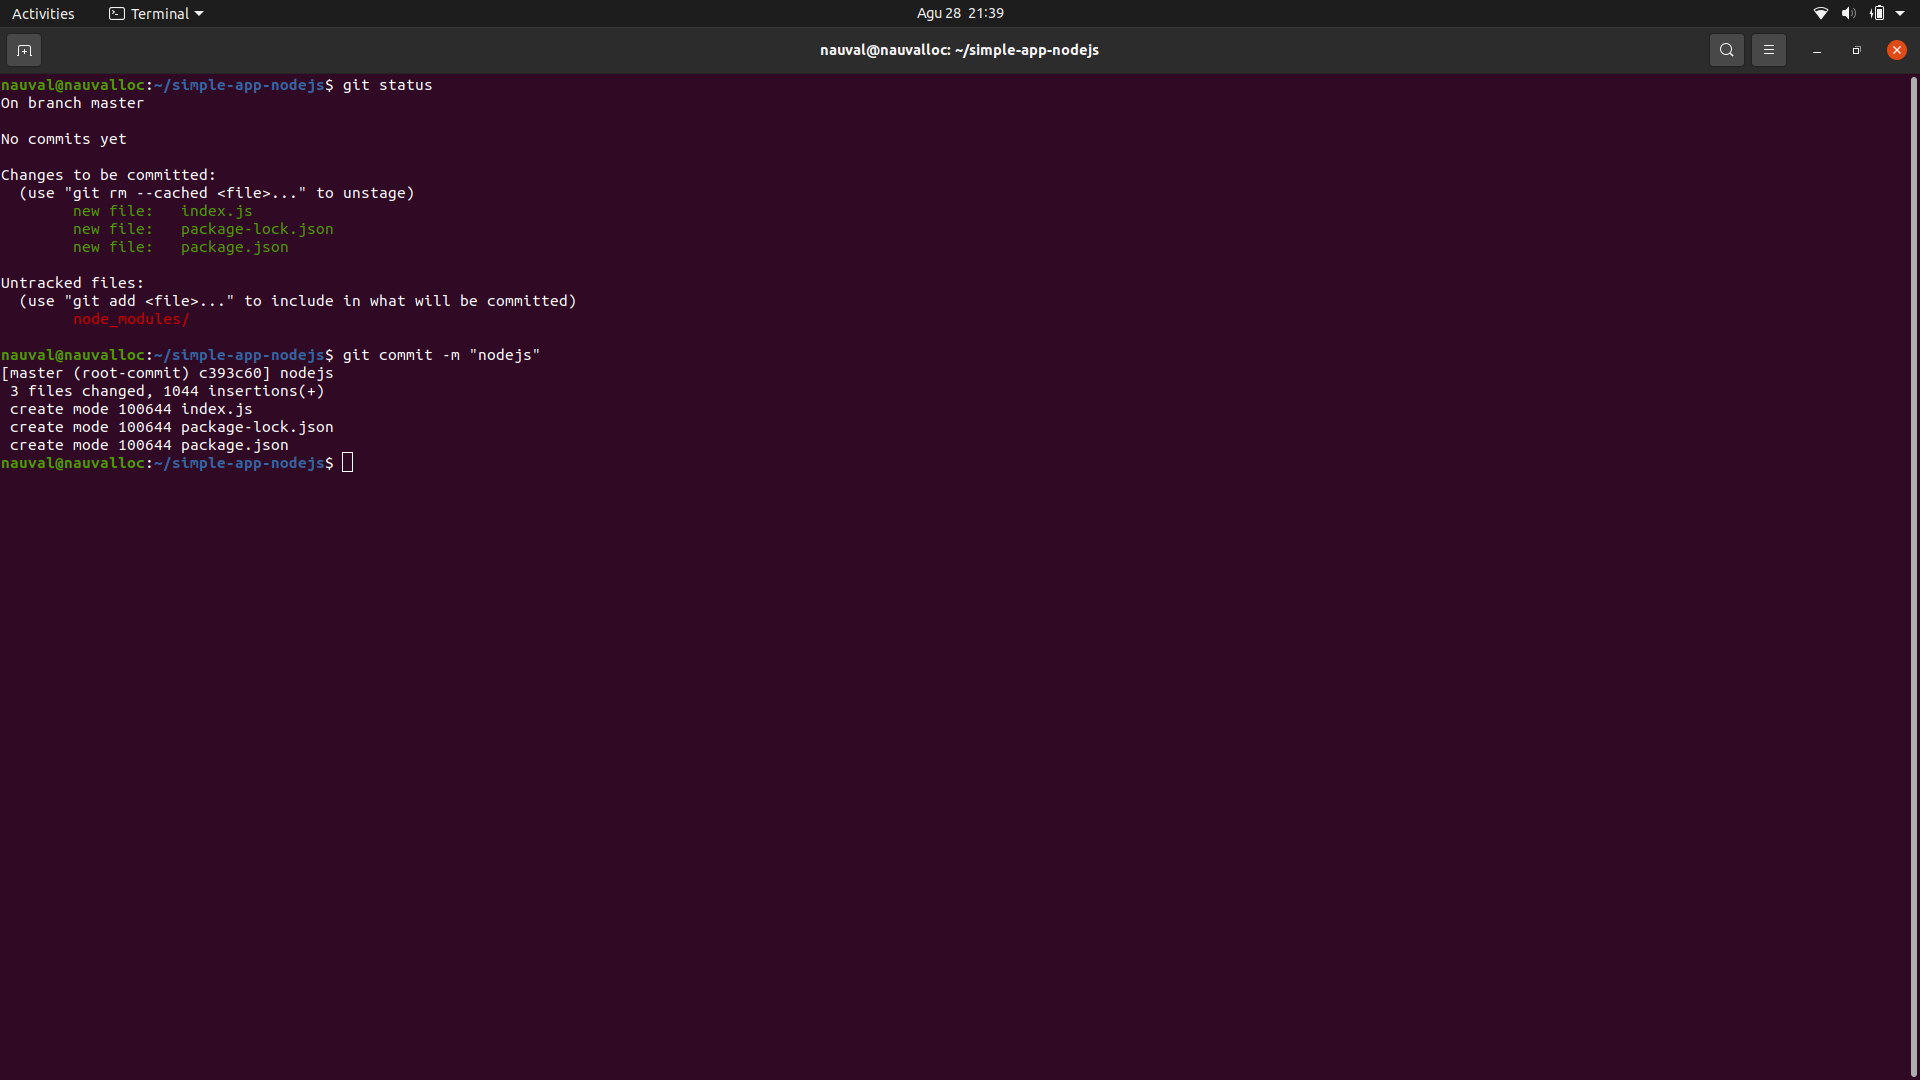 Activities Terminal Agu 28 21:39
nauval@nauvalloc: ~/simple-app-nodejs
nauval@nauvalloc:~/simple-app-nodejs$ git status
On branch master
No commits yet
Changes to be committed:
  (use "git rm --cached <file>..." to unstage)
        new file:   index.js
        new file:   package-lock.json
        new file:   package.json
Untracked files:
  (use "git add <file>..." to include in what will be committed)
        node_modules/
nauval@nauvalloc:~/simple-app-nodejs$ git commit -m "nodejs"
[master (root-commit) c393c60] nodejs
 3 files changed, 1044 insertions(+)
 create mode 100644 index.js
 create mode 100644 package-lock.json
 create mode 100644 package.json
nauval@nauvalloc:~/simple-app-nodejs$